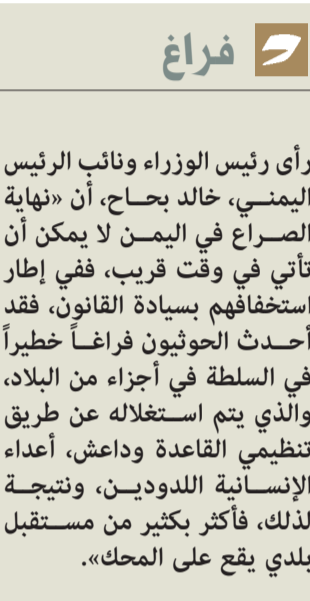 فراغ
رأى رئيس الوزراء ونائب الرئيس
اليمني، خالد بحاح، أن «نهاية
الصراع في اليمن لا يمكن أن
تأتي في وقت قريب، ففي إطار
استخفافهم بسيادة القانون، فقد
أحدث الحوثيون فراغاً خطيراً
في السلطة في أجزاء من البلاد،
والذي يتم استغلاله عن طريق
تنظيمي القاعدة وداعش، أعداء
الإنسانية اللدودين، ونتيجة
لذلك، فأكثر بكثير من مستقبل
بلدي يقع على المحك».